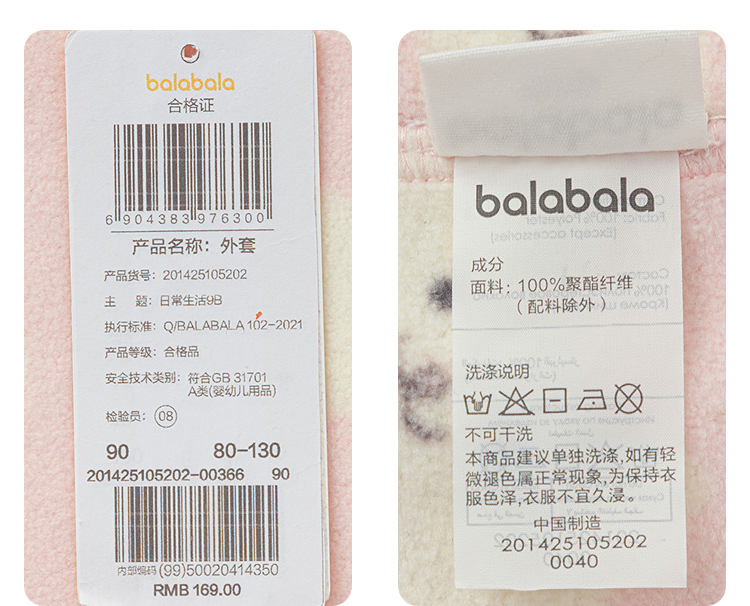 balabala
合格证
6 904383 976300
产品名称：外套
产品货号：201425105202
主 题：日常生活9B
执行标准：Q/BALABALA 102-2021
产品等级：合格品
安全技术类别：符合GB 31701
A类(婴幼儿用品)
检验员：08
90 80-130
201425105202-00366 90
内部编码(99)50020414350
RMB 169.00
balabala
成分
面料：100%聚酯纤维
（配料除外）
洗涤说明
不可干洗
本商品建议单独洗涤,如有轻
微褪色属正常现象,为保持衣
服色泽,衣服不宜久浸。
中国制造
201425105202
0040